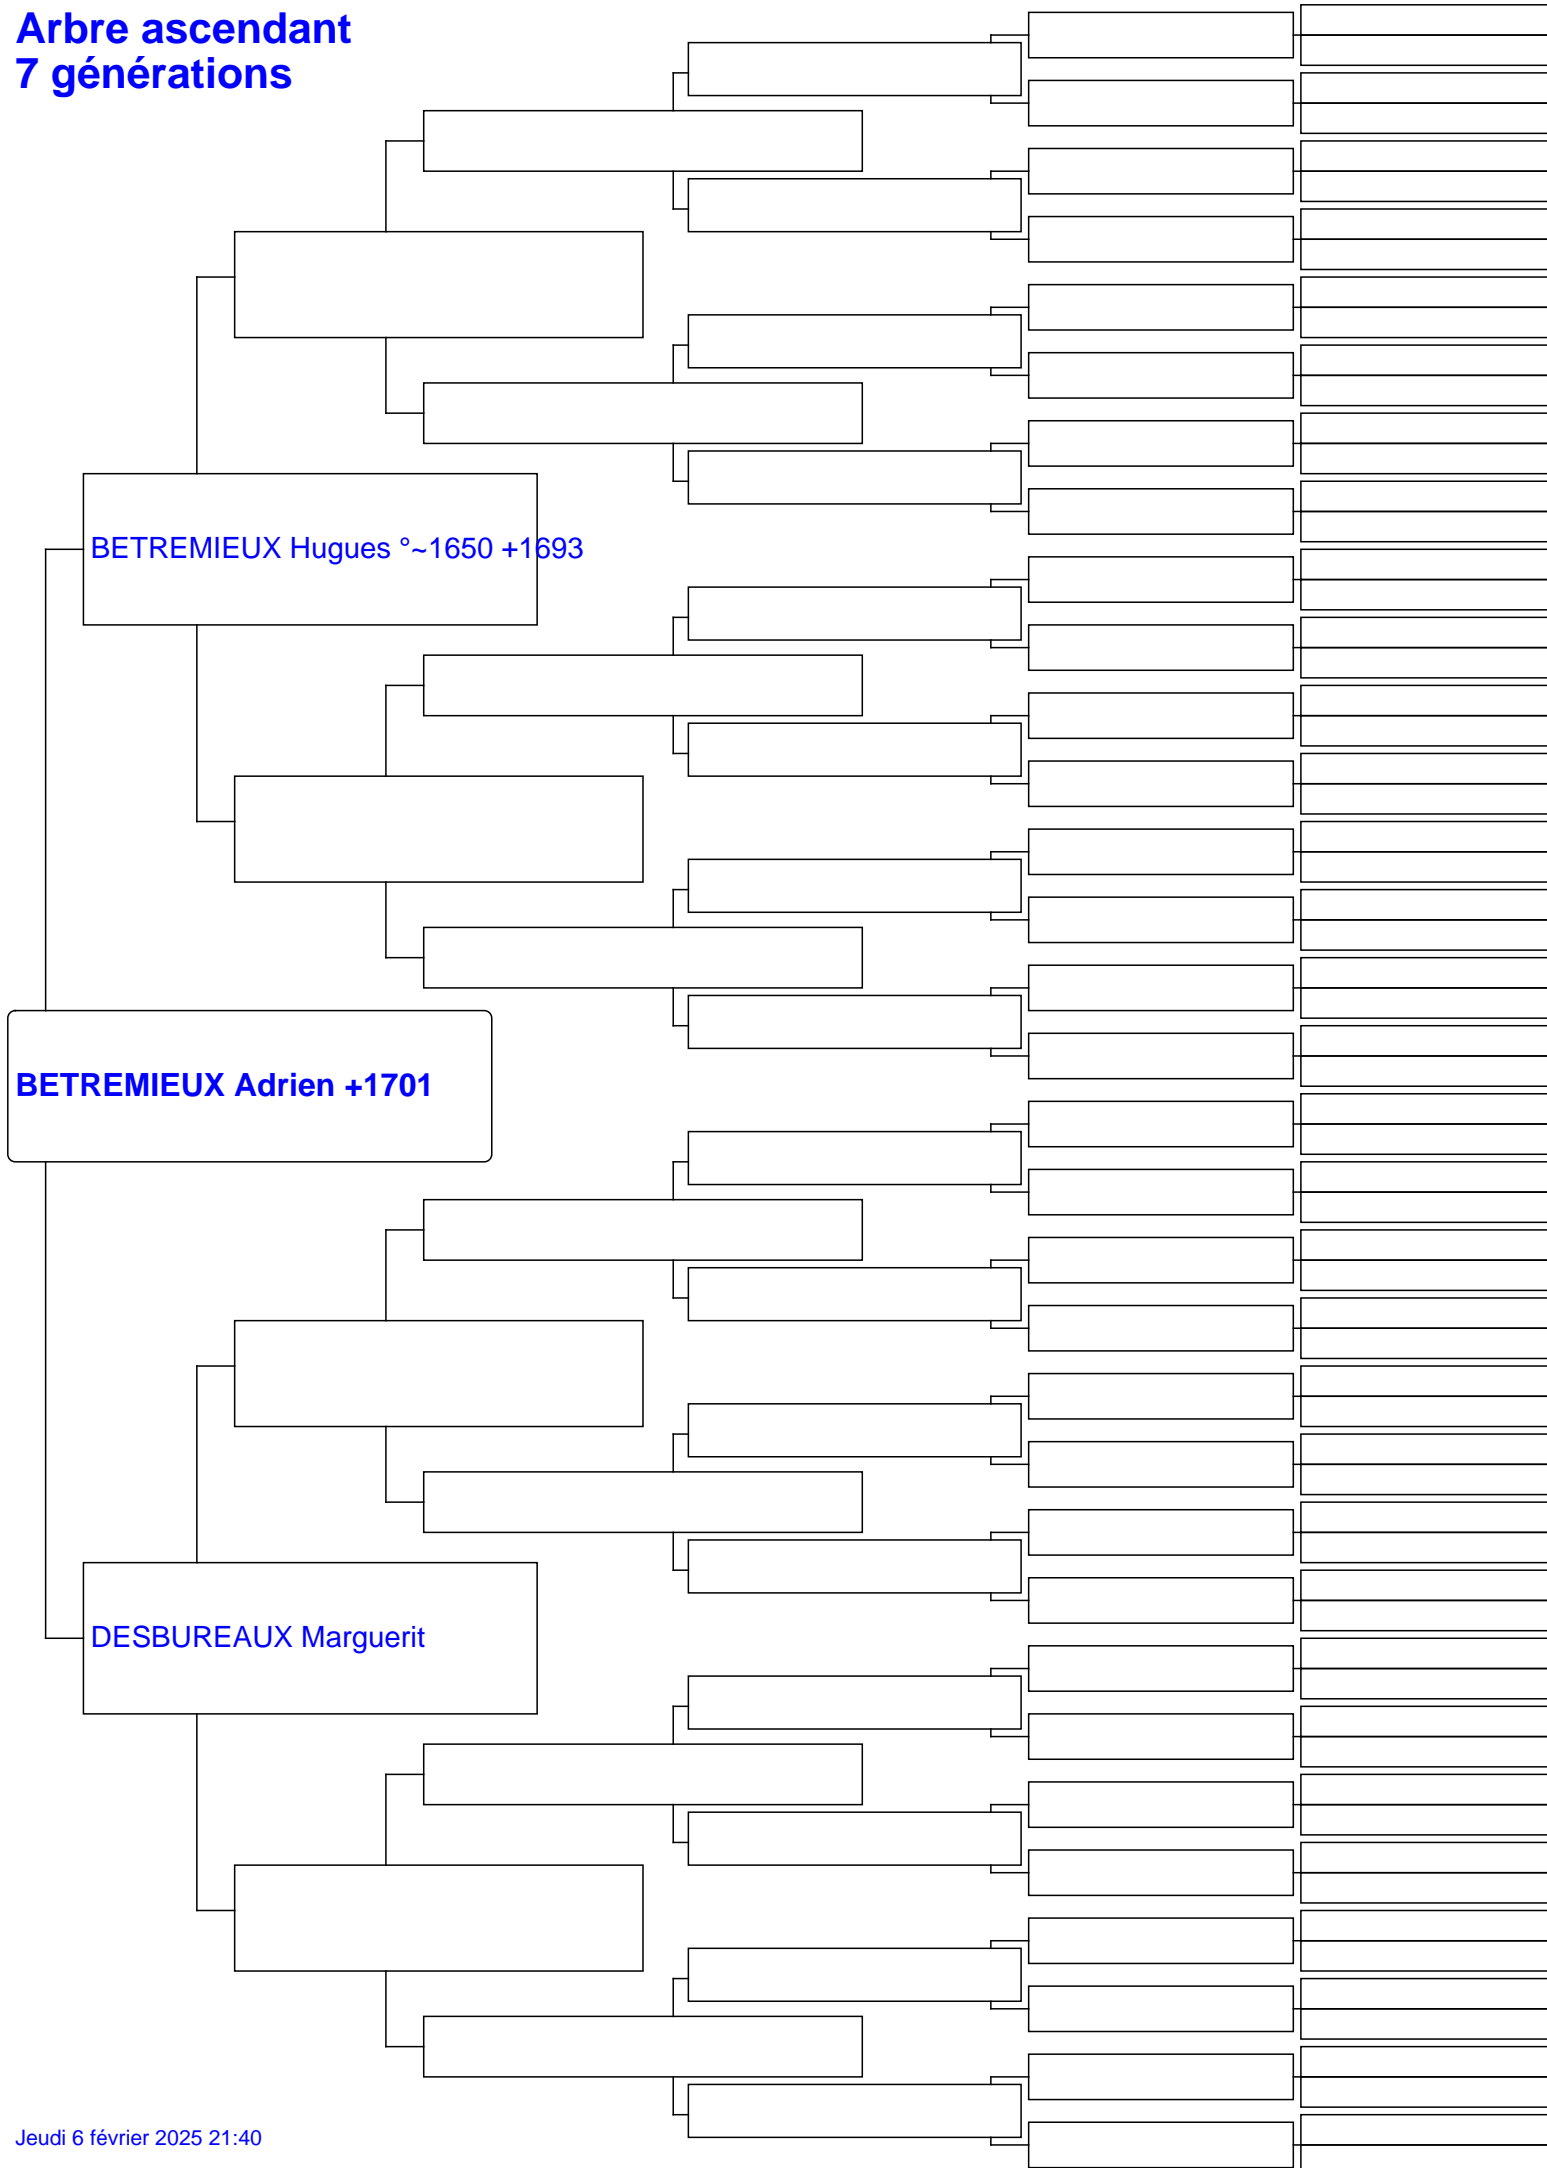 Arbre ascendant
7 générations
BETREMIEUX Hugues °~1650 +1693
BETREMIEUX Adrien +1701
DESBUREAUX Marguerit
Jeudi 6 février 2025 21:40